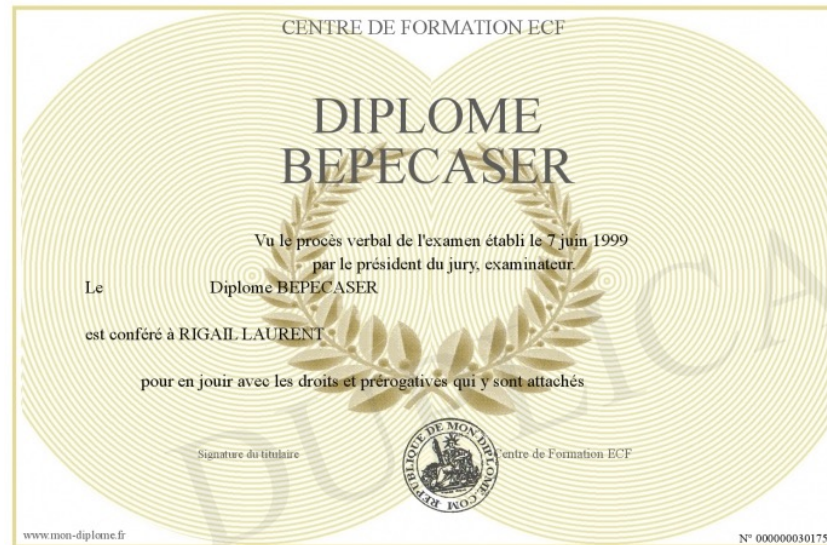 CENTRE DE FORMATION ECF
DIPLOME
BEPECASER
Vu le procès verbal de l'examen établi le 7 juin 1999
par le président du jury, examinateur.
Le Diplome BEPECASER
est conféré à RIGAIL LAURENT
pour en jouir avec les droits et prérogatives qui y sont attachés
Signature du titulaire
Centre de Formation ECF
REPUBLIQUE DE MON-DIPLOME.COM
www.mon-diplome.fr
N° 000000030175
DUPLICA